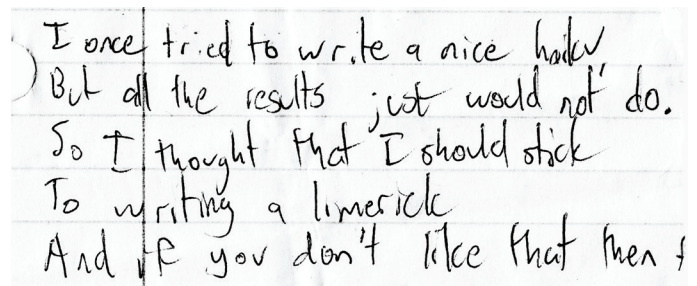 I once tried to write a nice haiku,
But all the results just would not do.
So I thought that I should stick
To writing a limerick
And if you don't like that then